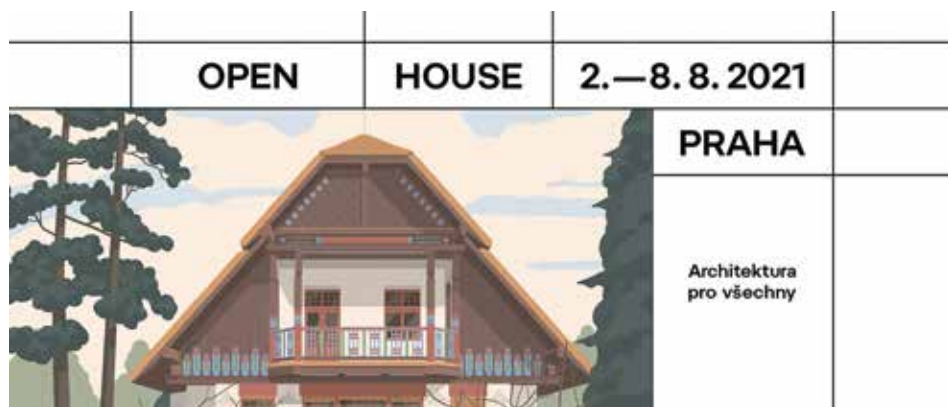 OPEN HOUSE 2.—8. 8. 2021
PRAHA
Architektura
pro všechny